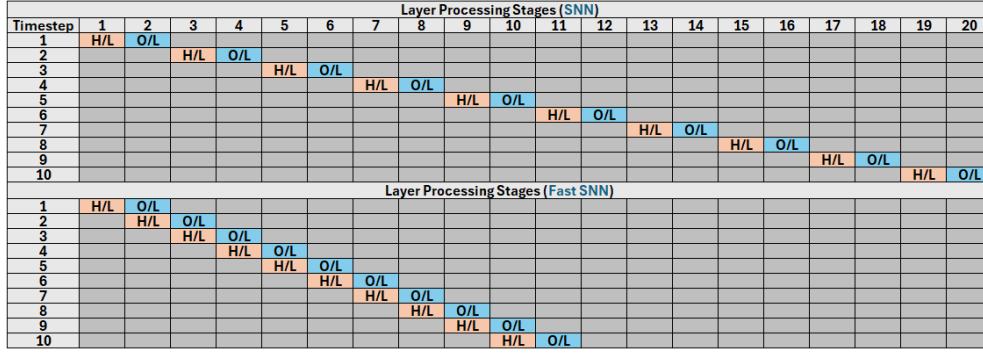 Layer Processing Stages (SNN)
Timestep 1 2 3 4 5 6 7 8 9 10 11 12 13 14 15 16 17 18 19 20
1 H/L O/L
2 H/L O/L
3 H/L O/L
4 H/L O/L
5 H/L O/L
6 H/L O/L
7 H/L O/L
8 H/L O/L
9 H/L O/L
10 H/L O/L
Layer Processing Stages (Fast SNN)
1 H/L O/L
2 H/L O/L
3 H/L O/L
4 H/L O/L
5 H/L O/L
6 H/L O/L
7 H/L O/L
8 H/L O/L
9 H/L O/L
10 H/L O/L